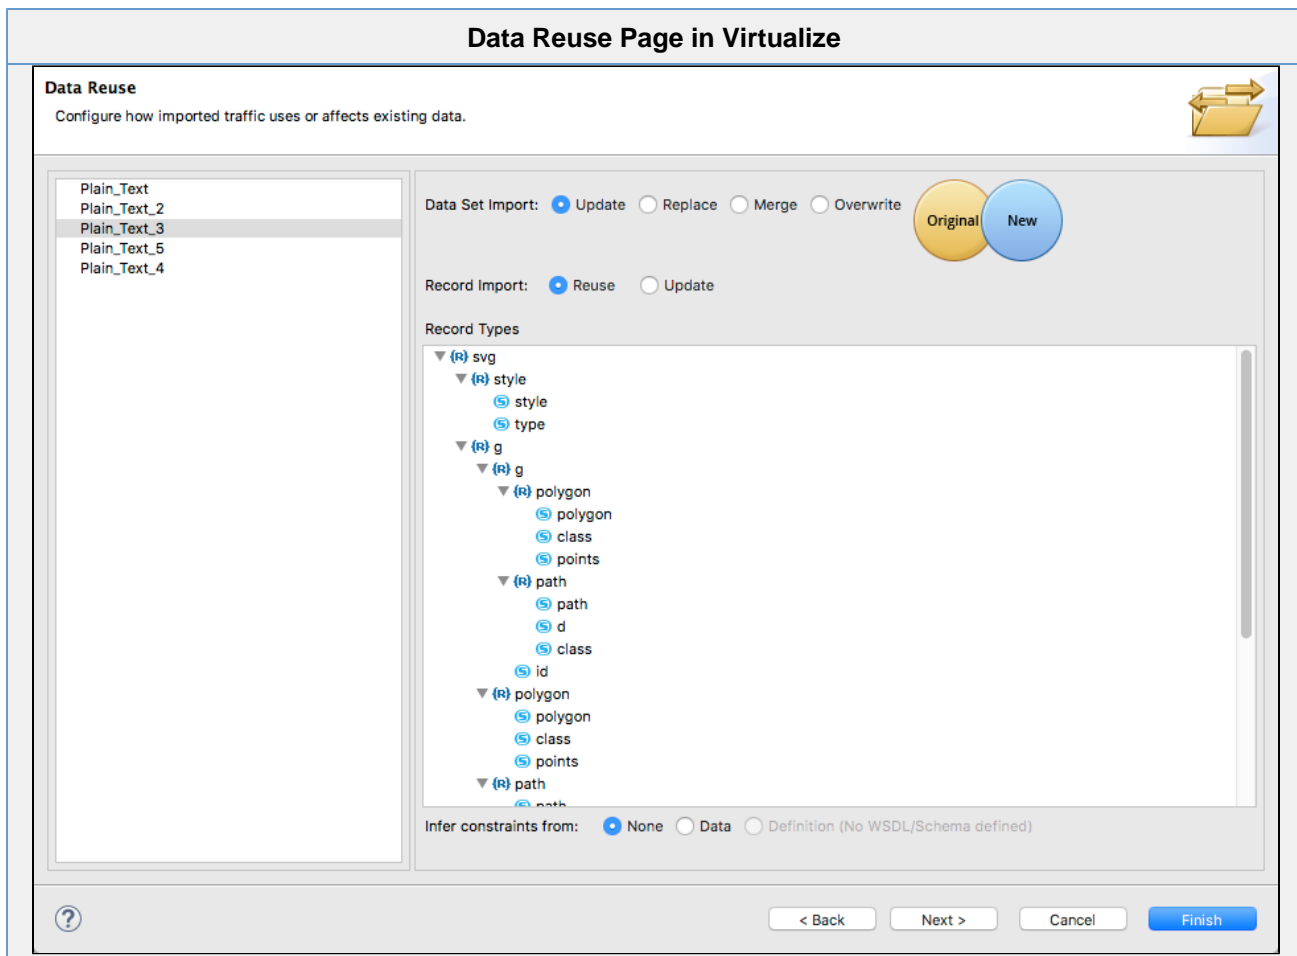 Data Reuse Page in Virtualize
Data Reuse
Configure how imported traffic uses or affects existing data.
Plain_Text
Plain_Text_2
Plain_Text_3
Plain_Text_5
Plain_Text_4
Data Set Import: Update Replace Merge Overwrite Original New
Record Import: Reuse Update
Record Types
{R} svg
{R} style
S style
S type
{R} g
{R} g
{R} polygon
S polygon
S class
S points
{R} path
S path
S d
S class
S id
{R} polygon
S polygon
S class
S points
{R} path
S path
Infer constraints from: None Data Definition (No WSDL/Schema defined)
? < Back Next > Cancel Finish